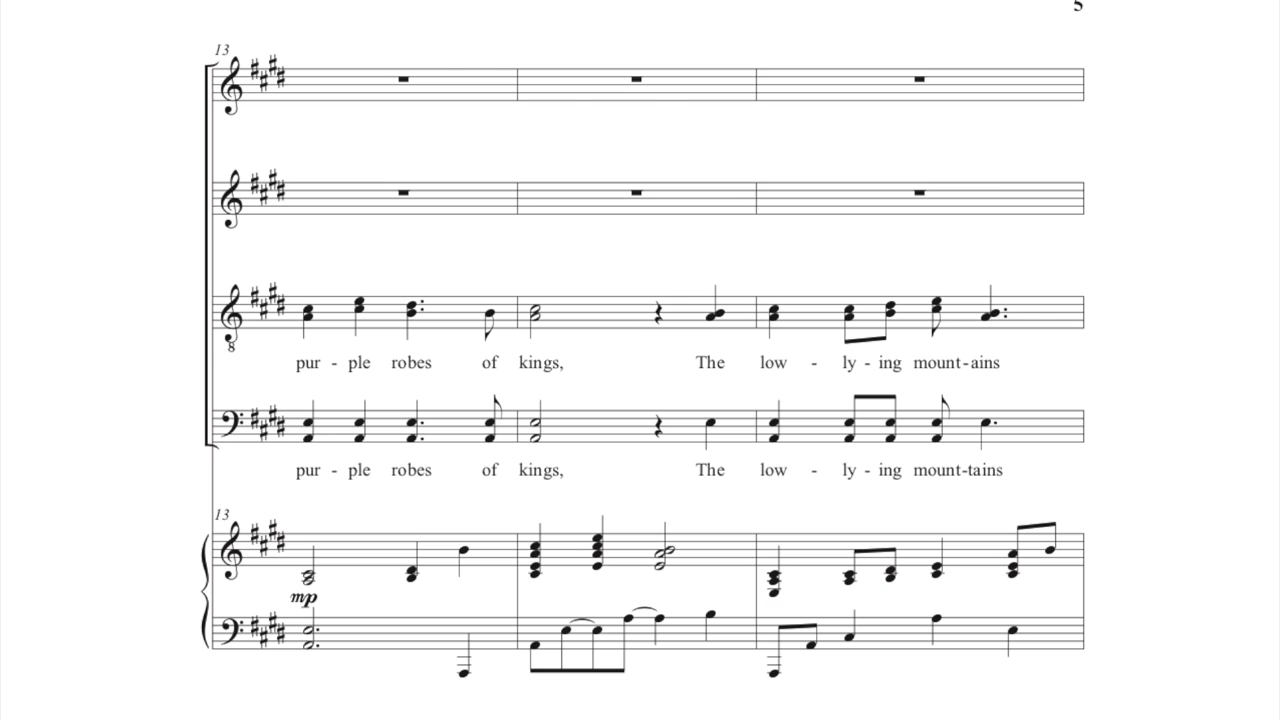 5
13
8
pur - ple robes of kings, The low - ly - ing mount-ains
pur - ple robes of kings, The low - ly - ing mount-tains
13
mp